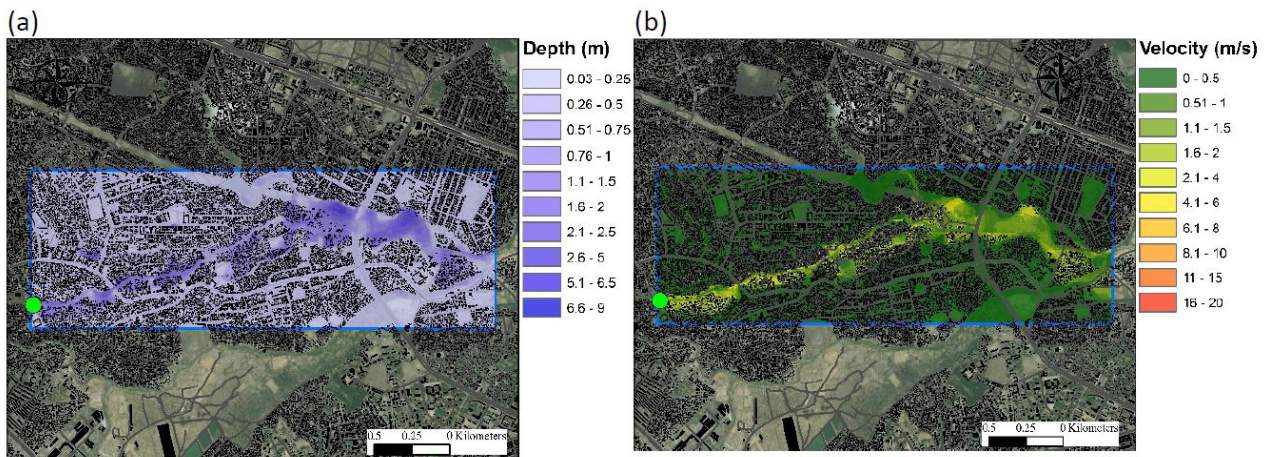 (a)
Depth (m)
0.03 - 0.25
0.26 - 0.5
0.51 - 0.75
0.76 - 1
1.1 - 1.5
1.6 - 2
2.1 - 2.5
2.6 - 5
5.1 - 6.5
6.6 - 9
0.5 0.25 0 Kilometers
(b)
Velocity (m/s)
0 - 0.5
0.51 - 1
1.1 - 1.5
1.6 - 2
2.1 - 4
4.1 - 6
6.1 - 8
8.1 - 10
11 - 15
16 - 20
0.5 0.25 0 Kilometers